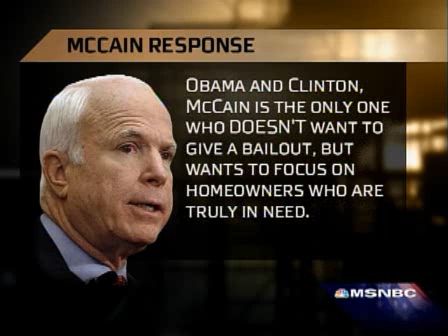 MCCAIN RESPONSE
OBAMA AND CLINTON,
MCCAIN IS THE ONLY ONE
WHO DOESN'T WANT TO
GIVE A BAILOUT, BUT
WANTS TO FOCUS ON
HOMEOWNERS WHO ARE
TRULY IN NEED.
MSNBC